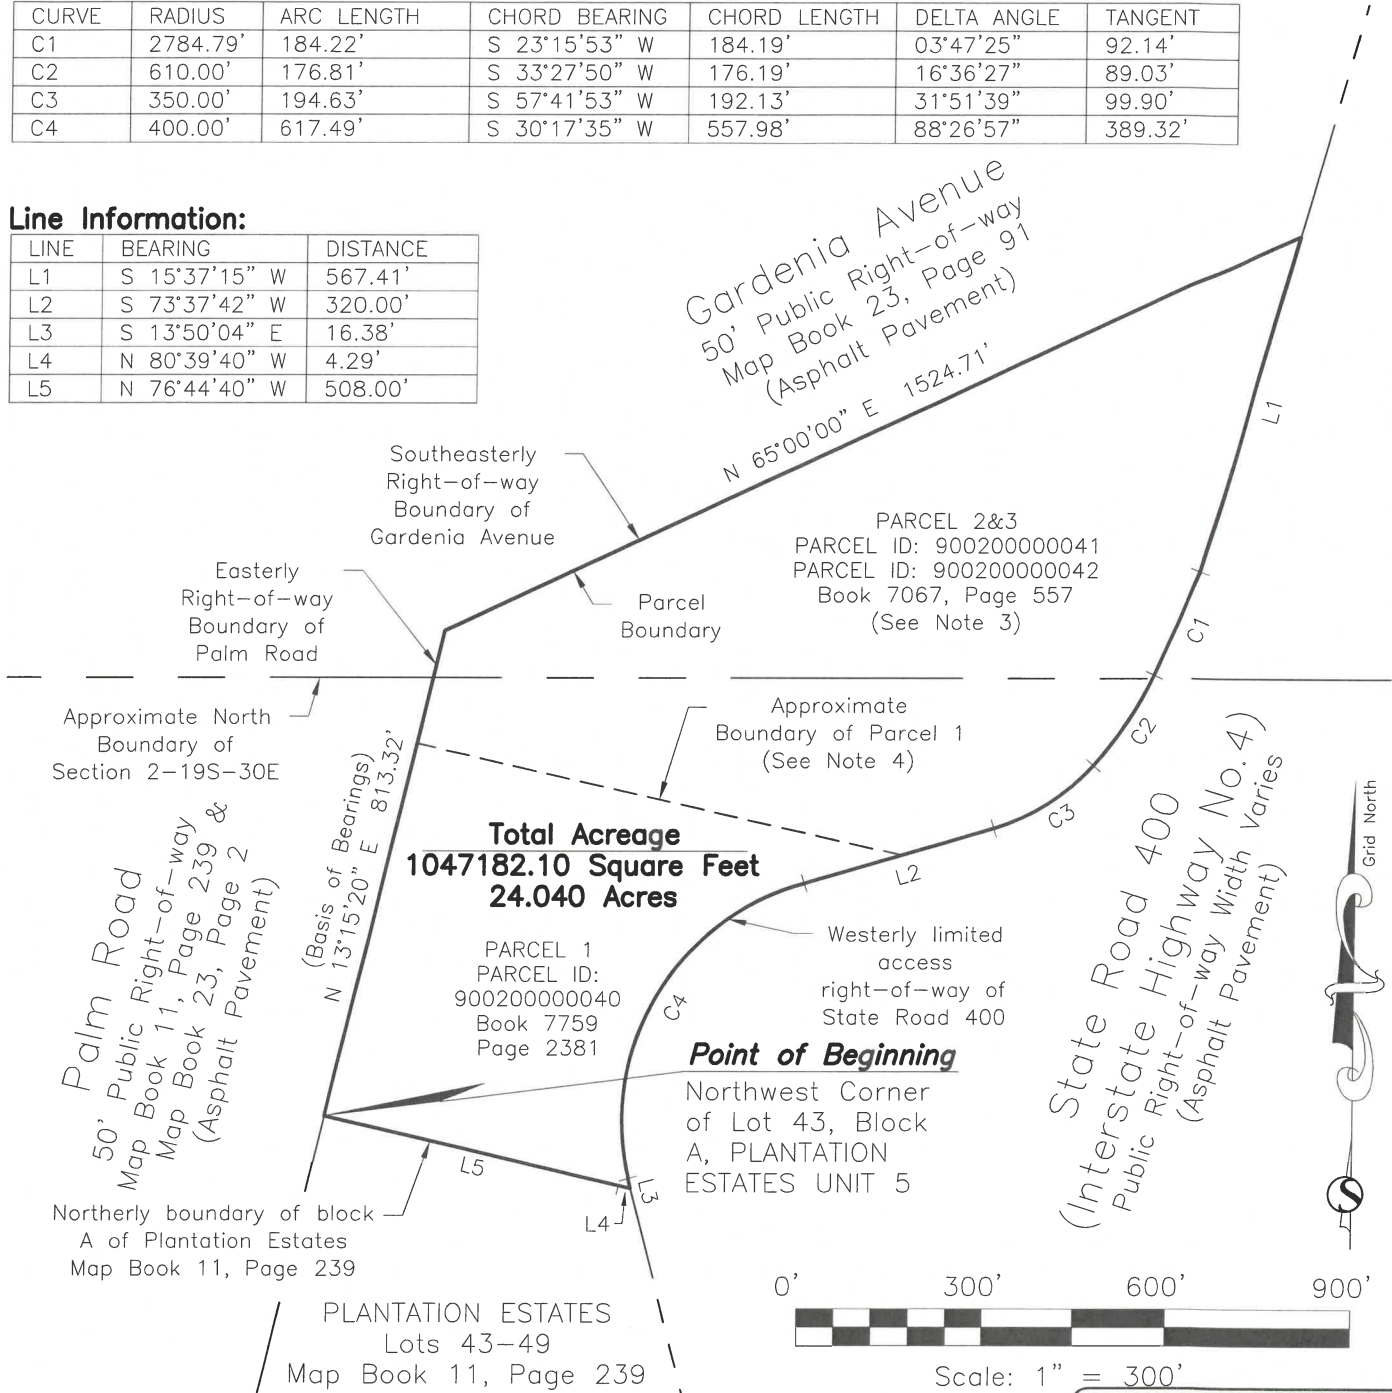 CURVE RADIUS ARC LENGTH CHORD BEARING CHORD LENGTH DELTA ANGLE TANGENT
C1 2784.79' 184.22' S 23°15'53" W 184.19' 03°47'25" 92.14'
C2 610.00' 176.81' S 33°27'50" W 176.19' 16°36'27" 89.03'
C3 350.00' 194.63' S 57°41'53" W 192.13' 31°51'39" 99.90'
C4 400.00' 617.49' S 30°17'35" W 557.98' 88°26'57" 389.32'
Line Information:
LINE BEARING DISTANCE
L1 S 15°37'15" W 567.41'
L2 S 73°37'42" W 320.00'
L3 S 13°50'04" E 16.38'
L4 N 80°39'40" W 4.29'
L5 N 76°44'40" W 508.00'
Gardenia Avenue
50' Public Right-of-way
Map Book 23, Page 91
(Asphalt Pavement)
N 65°00'00" E 1524.71'
L1
Southeasterly
Right-of-way
Boundary of
Gardenia Avenue
Easterly
Right-of-way
Boundary of
Palm Road
Parcel
Boundary
PARCEL 2&3
PARCEL ID: 900200000041
PARCEL ID: 900200000042
Book 7067, Page 557
(See Note 3)
C1
Approximate North
Boundary of
Section 2-19S-30E
Approximate
Boundary of Parcel 1
(See Note 4)
C2
C3
L2
(Basis of Bearings)
N 13°15'20" E 813.32'
Total Acreage
1047182.10 Square Feet
24.040 Acres
Palm Road
50' Public Right-of-way
Map Book 11, Page 239 &
Map Book 23, Page 2
(Asphalt Pavement)
PARCEL 1
PARCEL ID:
900200000040
Book 7759
Page 2381
C4
Westerly limited
access
right-of-way of
State Road 400
State Road 400
(Interstate Highway No.4)
Public Right-of-way Width Varies
(Asphalt Pavement)
Grid North
S
Point of Beginning
Northwest Corner
of Lot 43, Block
A, PLANTATION
ESTATES UNIT 5
L5
L3
L4
Northerly boundary of block
A of Plantation Estates
Map Book 11, Page 239
PLANTATION ESTATES
Lots 43-49
Map Book 11, Page 239
0' 300' 600' 900'
Scale: 1" = 300'